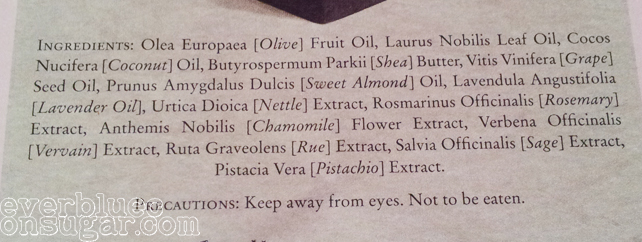 INGREDIENTS: Olea Europaea [Olive] Fruit Oil, Laurus Nobilis Leaf Oil, Cocos
Nucifera [Coconut] Oil, Butyrospermum Parkii [Shea] Butter, Vitis Vinifera [Grape]
Seed Oil, Prunus Amygdalus Dulcis [Sweet Almond] Oil, Lavendula Angustifolia
[Lavender Oil], Urtica Dioica [Nettle] Extract, Rosmarinus Officinalis [Rosemary]
Extract, Anthemis Nobilis [Chamomile] Flower Extract, Verbena Officinalis
[Vervain] Extract, Ruta Graveolens [Rue] Extract, Salvia Officinalis [Sage] Extract,
Pistacia Vera [Pistachio] Extract.
PRECAUTIONS: Keep away from eyes. Not to be eaten.
everblues
onsugar.com